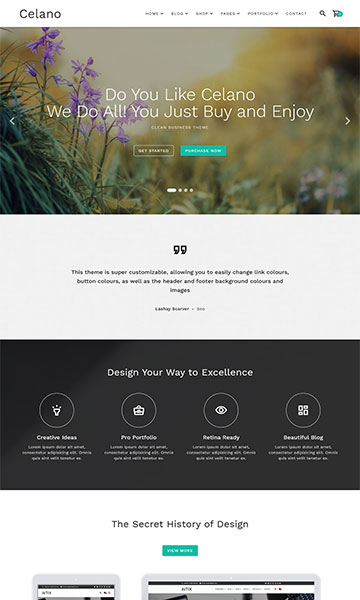 Celano
HOME BLOG SHOP PAGES PORTFOLIO CONTACT
Do You Like Celano
We Do All! You Just Buy and Enjoy
CLEAN BUSINESS THEME
GET STARTED PURCHASE NOW
This theme is super customizable, allowing you to easily change link colours,
button colours, as well as the header and footer background colours and
images
Lashay Scarver – Seo
Design Your Way to Excellence
Creative Ideas Pro Portfolio Retina Ready Beautiful Blog
Lorem ipsum dolor sit amet, Lorem ipsum dolor sit amet, Lorem ipsum dolor sit amet, Lorem ipsum dolor sit amet,
consectetur adipiscing elit. Omnis consectetur adipiscing elit. Omnis consectetur adipiscing elit. Omnis consectetur adipiscing elit. Omnis
quis sint velit tenetur ex. quis sint velit tenetur ex. quis sint velit tenetur ex. quis sint velit tenetur ex.
The Secret History of Design
VIEW MORE